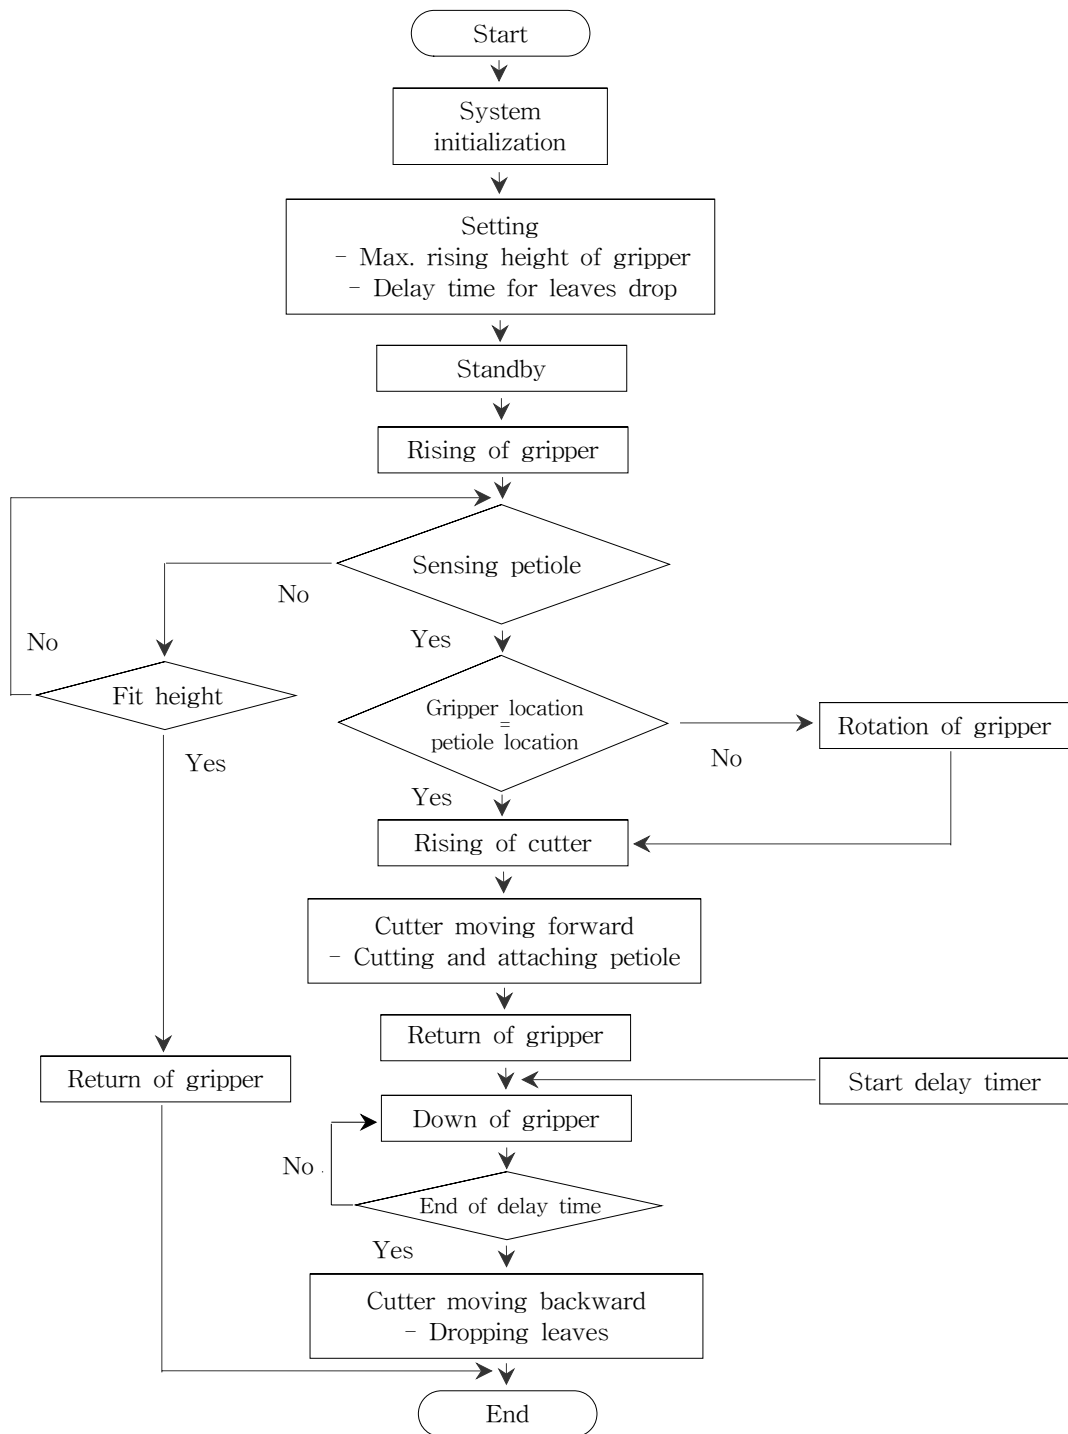 Start
System
initialization
Setting
- Max. rising height of gripper
- Delay time for leaves drop
Standby
Rising of gripper
Sensing petiole
No
No
Yes
Fit height
Gripper location
=
petiole location
Rotation of gripper
Yes
No
Yes
Rising of cutter
Cutter moving forward
- Cutting and attaching petiole
Return of gripper
Return of gripper
Start delay timer
Down of gripper
No
End of delay time
Yes
Cutter moving backward
- Dropping leaves
End